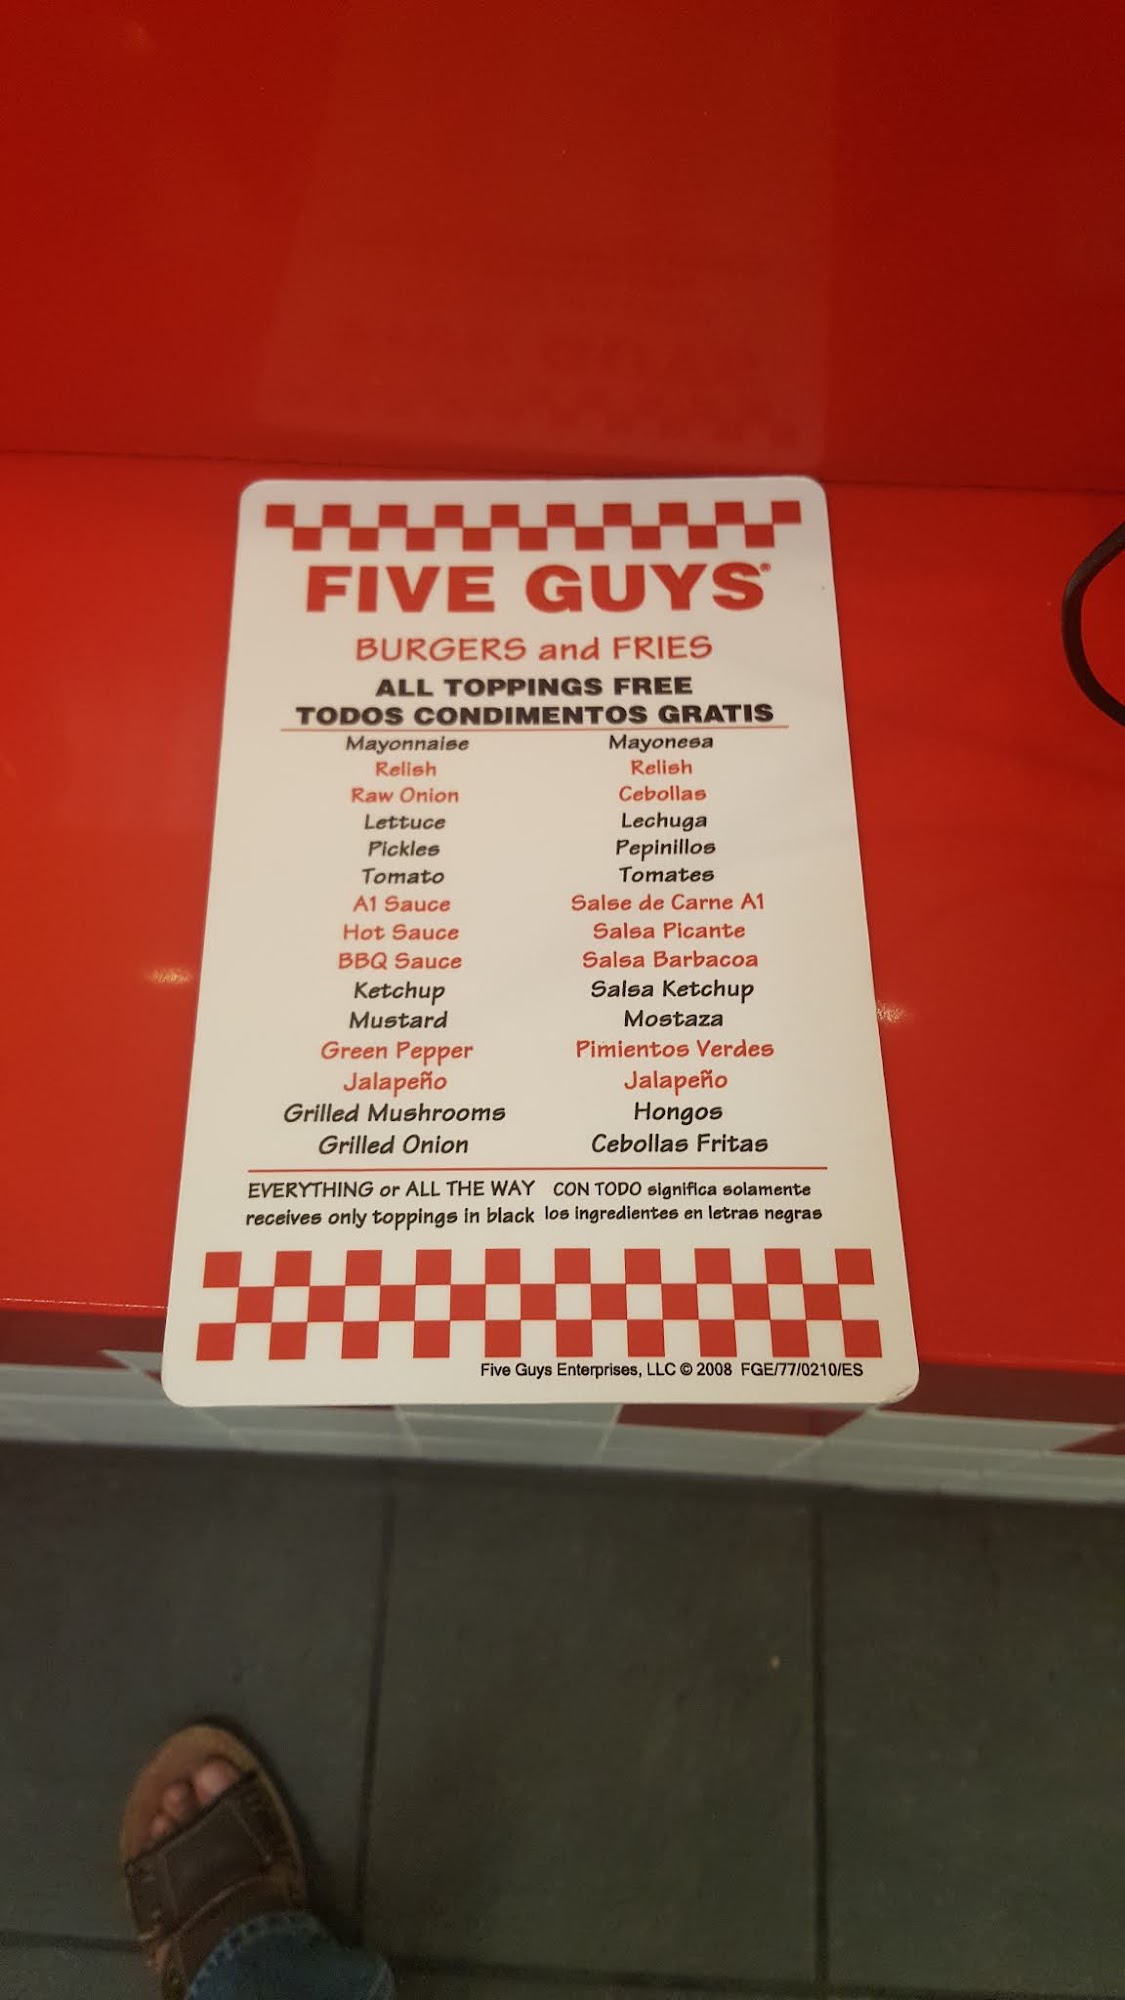 FIVE GUYS®
BURGERS and FRIES
ALL TOPPINGS FREE
TODOS CONDIMENTOS GRATIS
Mayonnaise Mayonesa
Relish Relish
Raw Onion Cebollas
Lettuce Lechuga
Pickles Pepinillos
Tomato Tomates
A1 Sauce Salse de Carne A1
Hot Sauce Salsa Picante
BBQ Sauce Salsa Barbacoa
Ketchup Salsa Ketchup
Mustard Mostaza
Green Pepper Pimientos Verdes
Jalapeño Jalapeño
Grilled Mushrooms Hongos
Grilled Onion Cebollas Fritas
EVERYTHING or ALL THE WAY CON TODO significa solamente
receives only toppings in black los ingredientes en letras negras
Five Guys Enterprises, LLC © 2008 FGE/77/0210/ES